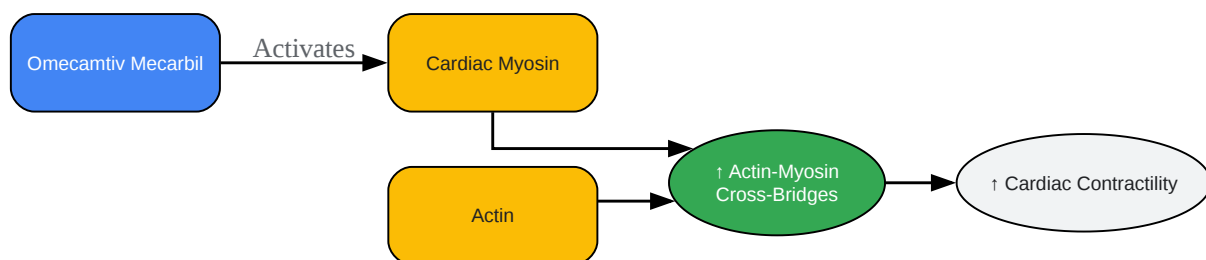 Omecamtiv Mecarbil
Activates
Cardiac Myosin
Actin
↑ Actin-Myosin
Cross-Bridges
↑ Cardiac Contractility